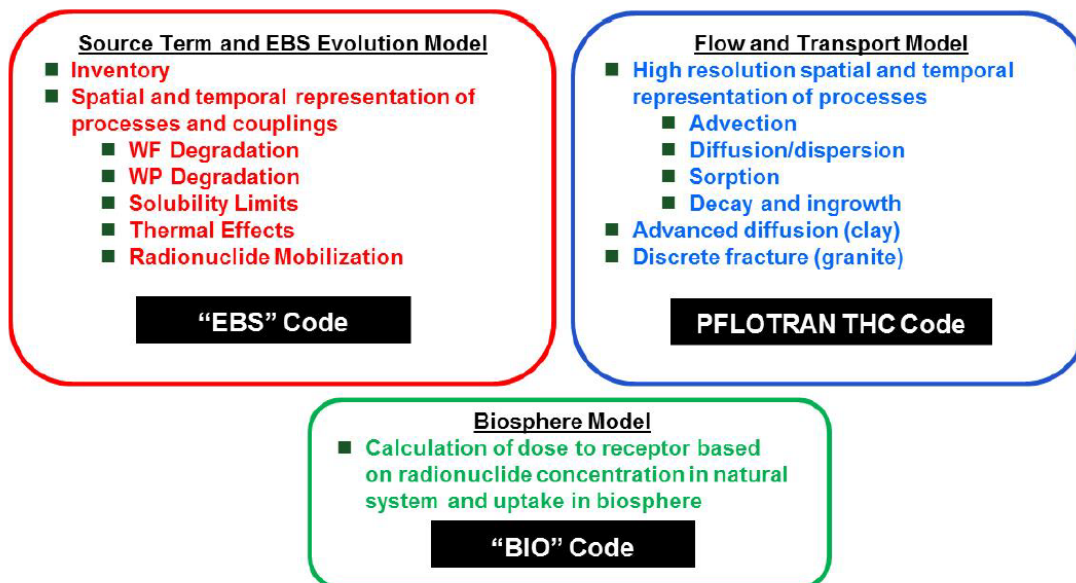 Source Term and EBS Evolution Model
■ Inventory
■ Spatial and temporal representation of
processes and couplings
■ WF Degradation
■ WP Degradation
■ Solubility Limits
■ Thermal Effects
■ Radionuclide Mobilization
“EBS” Code
Flow and Transport Model
■ High resolution spatial and temporal
representation of processes
■ Advection
■ Diffusion/dispersion
■ Sorption
■ Decay and ingrowth
■ Advanced diffusion (clay)
■ Discrete fracture (granite)
PFLOTRAN THC Code
Biosphere Model
■ Calculation of dose to receptor based
on radionuclide concentration in natural
system and uptake in biosphere
“BIO” Code